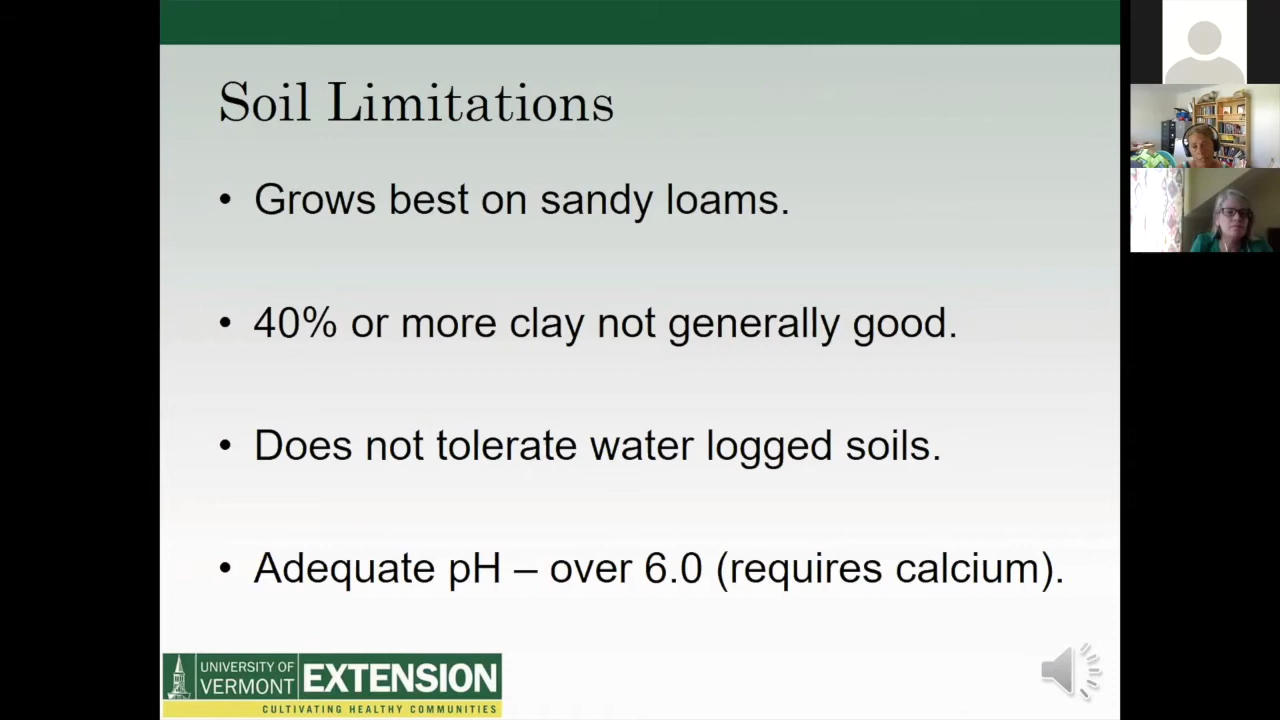 Soil Limitations
• Grows best on sandy loams.
• 40% or more clay not generally good.
• Does not tolerate water logged soils.
• Adequate pH – over 6.0 (requires calcium).
UNIVERSITY OF
VERMONT
EXTENSION
CULTIVATING HEALTHY COMMUNITIES